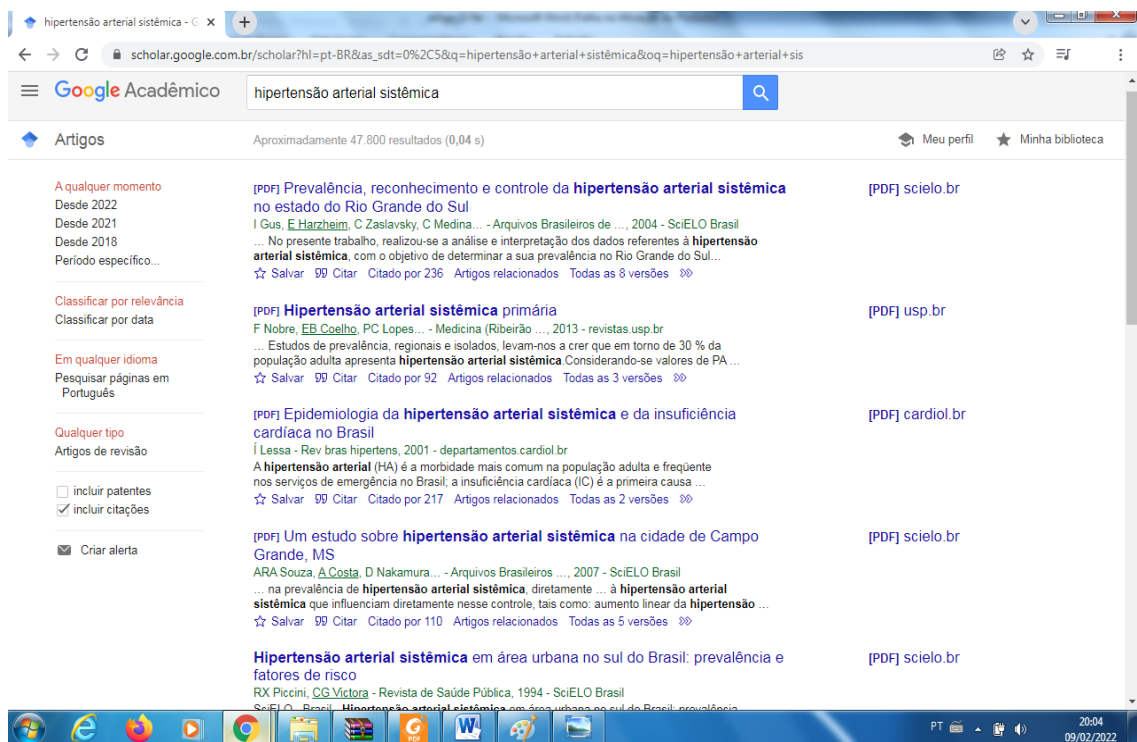 hipertensão arterial sistêmica - G
scholar.google.com.br/scholar?hl=pt-BR&as_sdt=0%2C5&q=hipertensão+arterial+sistêmica&oq=hipertensão+arterial+sis
Google Acadêmico
hipertensão arterial sistêmica
Artigos
Aproximadamente 47.800 resultados (0,04 s)
Meu perfil
Minha biblioteca
A qualquer momento
Desde 2022
Desde 2021
Desde 2018
Período específico...
Classificar por relevância
Classificar por data
Em qualquer idioma
Pesquisar páginas em
Português
Qualquer tipo
Artigos de revisão
incluir patentes
incluir citações
Criar alerta
[PDF] Prevalência, reconhecimento e controle da hipertensão arterial sistêmica
no estado do Rio Grande do Sul
I Gus, E Harzheim, C Zaslavsky, C Medina... - Arquivos Brasileiros de ..., 2004 - SciELO Brasil
... No presente trabalho, realizou-se a análise e interpretação dos dados referentes à hipertensão
arterial sistêmica, com o objetivo de determinar a sua prevalência no Rio Grande do Sul...
Salvar Citar Citado por 236 Artigos relacionados Todas as 8 versões
[PDF] scielo.br
[PDF] Hipertensão arterial sistêmica primária
F Nobre, EB Coelho, PC Lopes... - Medicina (Ribeirão ..., 2013 - revistas.usp.br
... Estudos de prevalência, regionais e isolados, levam-nos a crer que em torno de 30 % da
população adulta apresenta hipertensão arterial sistêmica.Considerando-se valores de PA ...
Salvar Citar Citado por 92 Artigos relacionados Todas as 3 versões
[PDF] usp.br
[PDF] Epidemiologia da hipertensão arterial sistêmica e da insuficiência
cardíaca no Brasil
Í Lessa - Rev bras hipertens, 2001 - departamentos.cardiol.br
A hipertensão arterial (HA) é a morbidade mais comum na população adulta e freqüente
nos serviços de emergência no Brasil; a insuficiência cardíaca (IC) é a primeira causa ...
Salvar Citar Citado por 217 Artigos relacionados Todas as 2 versões
[PDF] cardiol.br
[PDF] Um estudo sobre hipertensão arterial sistêmica na cidade de Campo
Grande, MS
ARA Souza, A Costa, D Nakamura... - Arquivos Brasileiros ..., 2007 - SciELO Brasil
... na prevalência de hipertensão arterial sistêmica, diretamente ... à hipertensão arterial
sistêmica que influenciam diretamente nesse controle, tais como: aumento linear da hipertensão ...
Salvar Citar Citado por 110 Artigos relacionados Todas as 5 versões
[PDF] scielo.br
Hipertensão arterial sistêmica em área urbana no sul do Brasil: prevalência e
fatores de risco
RX Piccini, CG Victora - Revista de Saúde Pública, 1994 - SciELO Brasil
SciELO - Brasil - Hipertensão arterial sistêmica em área urbana no sul do Brasil: prevalência
[PDF] scielo.br
PT
20:04
09/02/2022